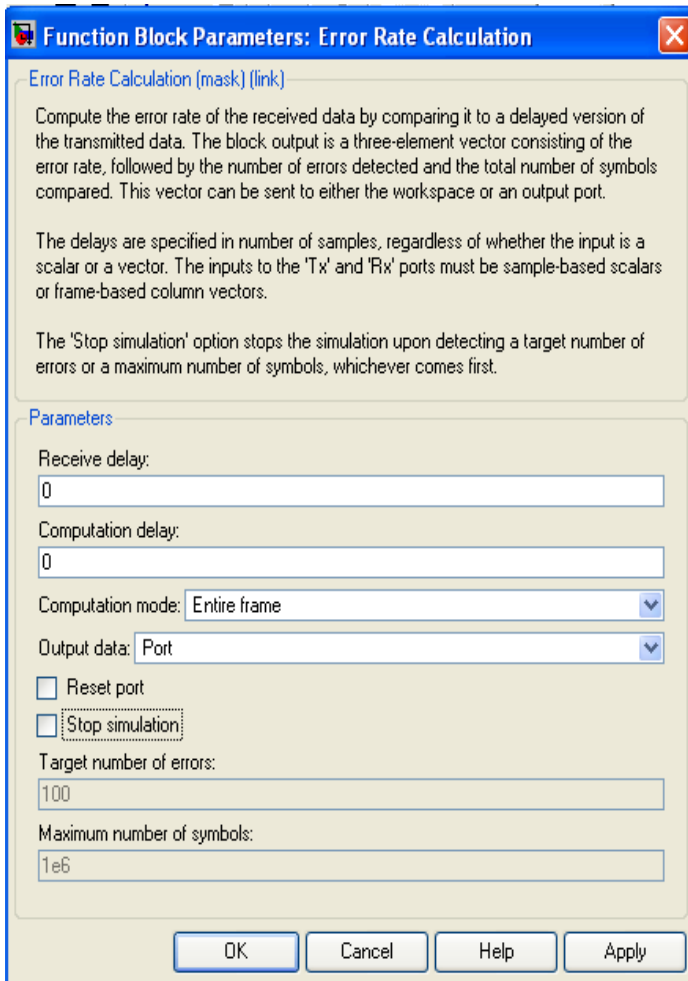 Function Block Parameters: Error Rate Calculation
Error Rate Calculation (mask) (link)
Compute the error rate of the received data by comparing it to a delayed version of
the transmitted data. The block output is a three-element vector consisting of the
error rate, followed by the number of errors detected and the total number of symbols
compared. This vector can be sent to either the workspace or an output port.
The delays are specified in number of samples, regardless of whether the input is a
scalar or a vector. The inputs to the 'Tx' and 'Rx' ports must be sample-based scalars
or frame-based column vectors.
The 'Stop simulation' option stops the simulation upon detecting a target number of
errors or a maximum number of symbols, whichever comes first.
Parameters
Receive delay:
0
Computation delay:
0
Computation mode: Entire frame
Output data: Port
Reset port
Stop simulation
Target number of errors:
100
Maximum number of symbols:
1e6
OK Cancel Help Apply